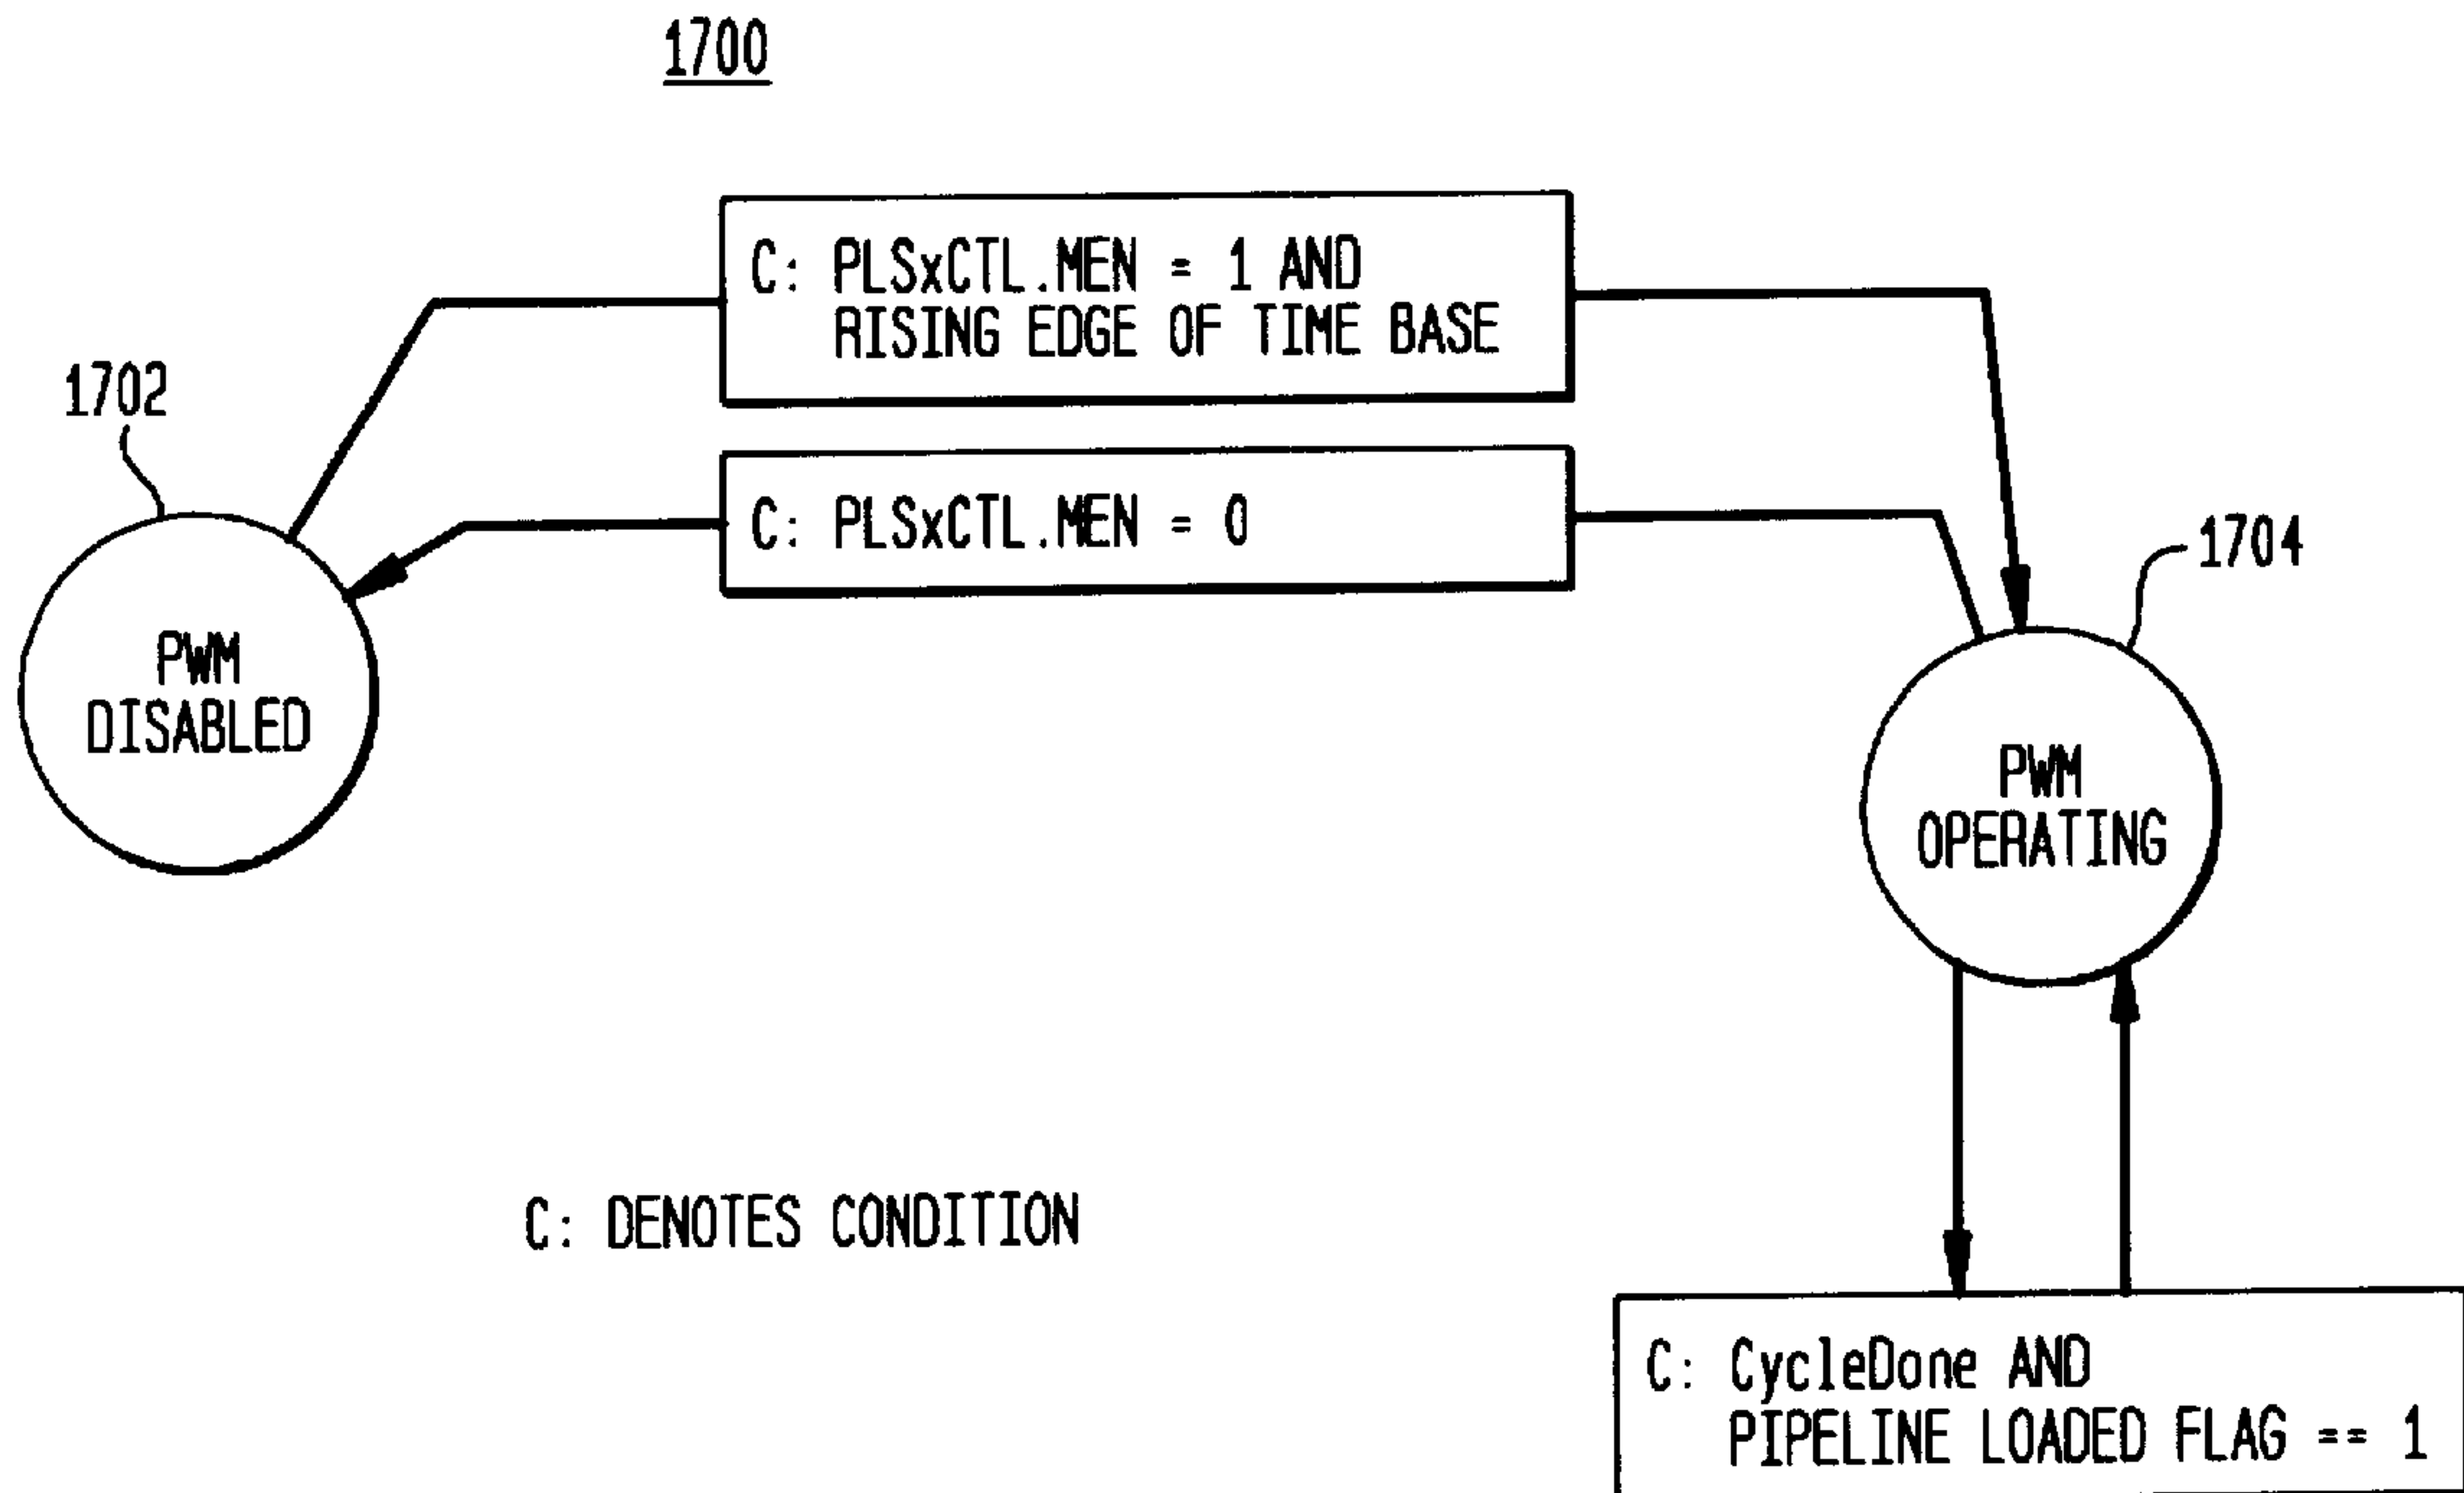 1700
C: PLSxCTL.MEN = 1 AND
RISING EDGE OF TIME BASE
1702
C: PLSxCTL.MEN = 0
1704
PWM
DISABLED
PWM
OPERATING
C: DENOTES CONDITION
C: CycleDone AND
PIPELINE LOADED FLAG == 1